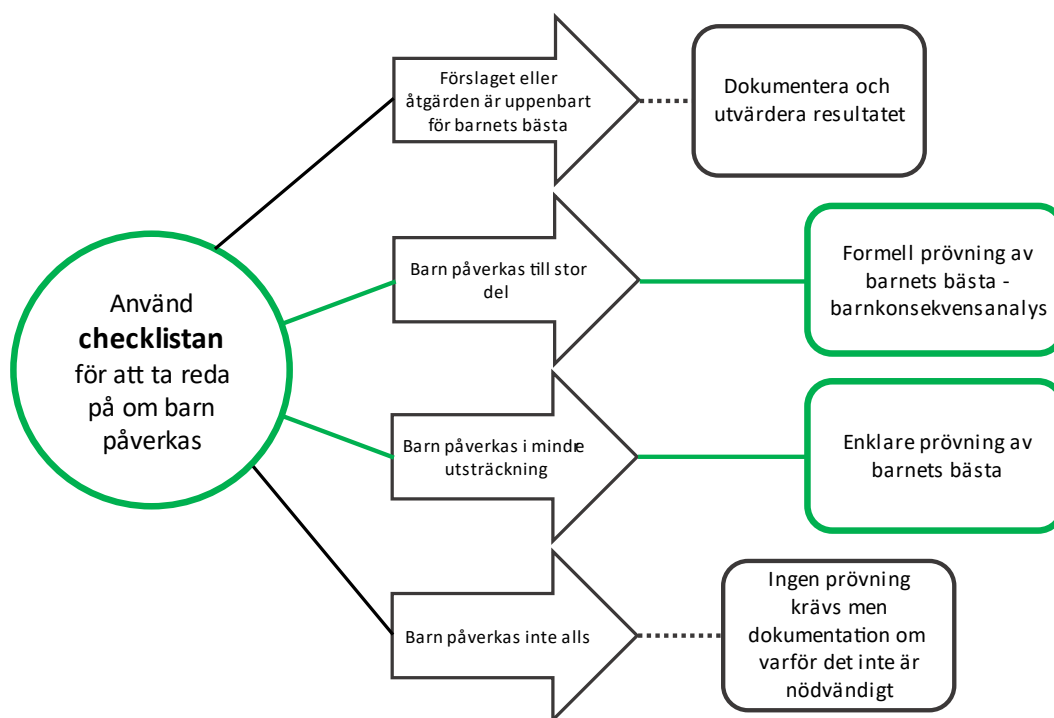 Använd
checklistan
för att ta reda
på om barn
påverkas
Förslaget eller
åtgärden är uppenbart
för barnets bästa
Dokumentera och
utvärdera resultatet
Barn påverkas till stor
del
Formell prövning av
barnets bästa -
barnkonsekvensanalys
Barn påverkas i mindre
utsträckning
Enklare prövning av
barnets bästa
Barn påverkas inte alls
Ingen prövning
krävs men
dokumentation om
varför det inte är
nödvändigt